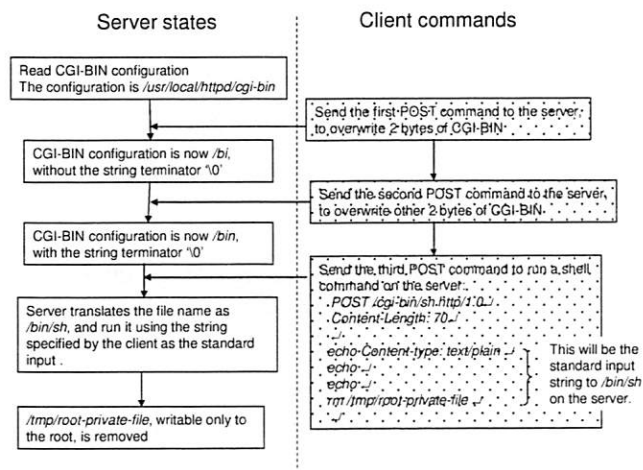 Server states
Client commands
Read CGI-BIN configuration
The configuration is /usr/local/httpd/cgi-bin
Send the first POST command to the server,
to overwrite 2 bytes of CGI-BIN.
CGI-BIN configuration is now /bi,
without the string terminator '\0'
Send the second POST command to the server,
to overwrite other 2 bytes of CGI-BIN.
CGI-BIN configuration is now /bin,
with the string terminator '\0'
Send the third POST command to run a shell
command on the server.
POST /cgi-bin/sh http/1.0↵
Content-Length: 70↵
↵
echo Content-type: text/plain ↵
echo ↵
echo ↵
rm /tmp/root-private-file ↵
↵
This will be the
standard input
string to /bin/sh
on the server.
Server translates the file name as
/bin/sh, and run it using the string
specified by the client as the standard
input .
/tmp/root-private-file, writable only to
the root, is removed